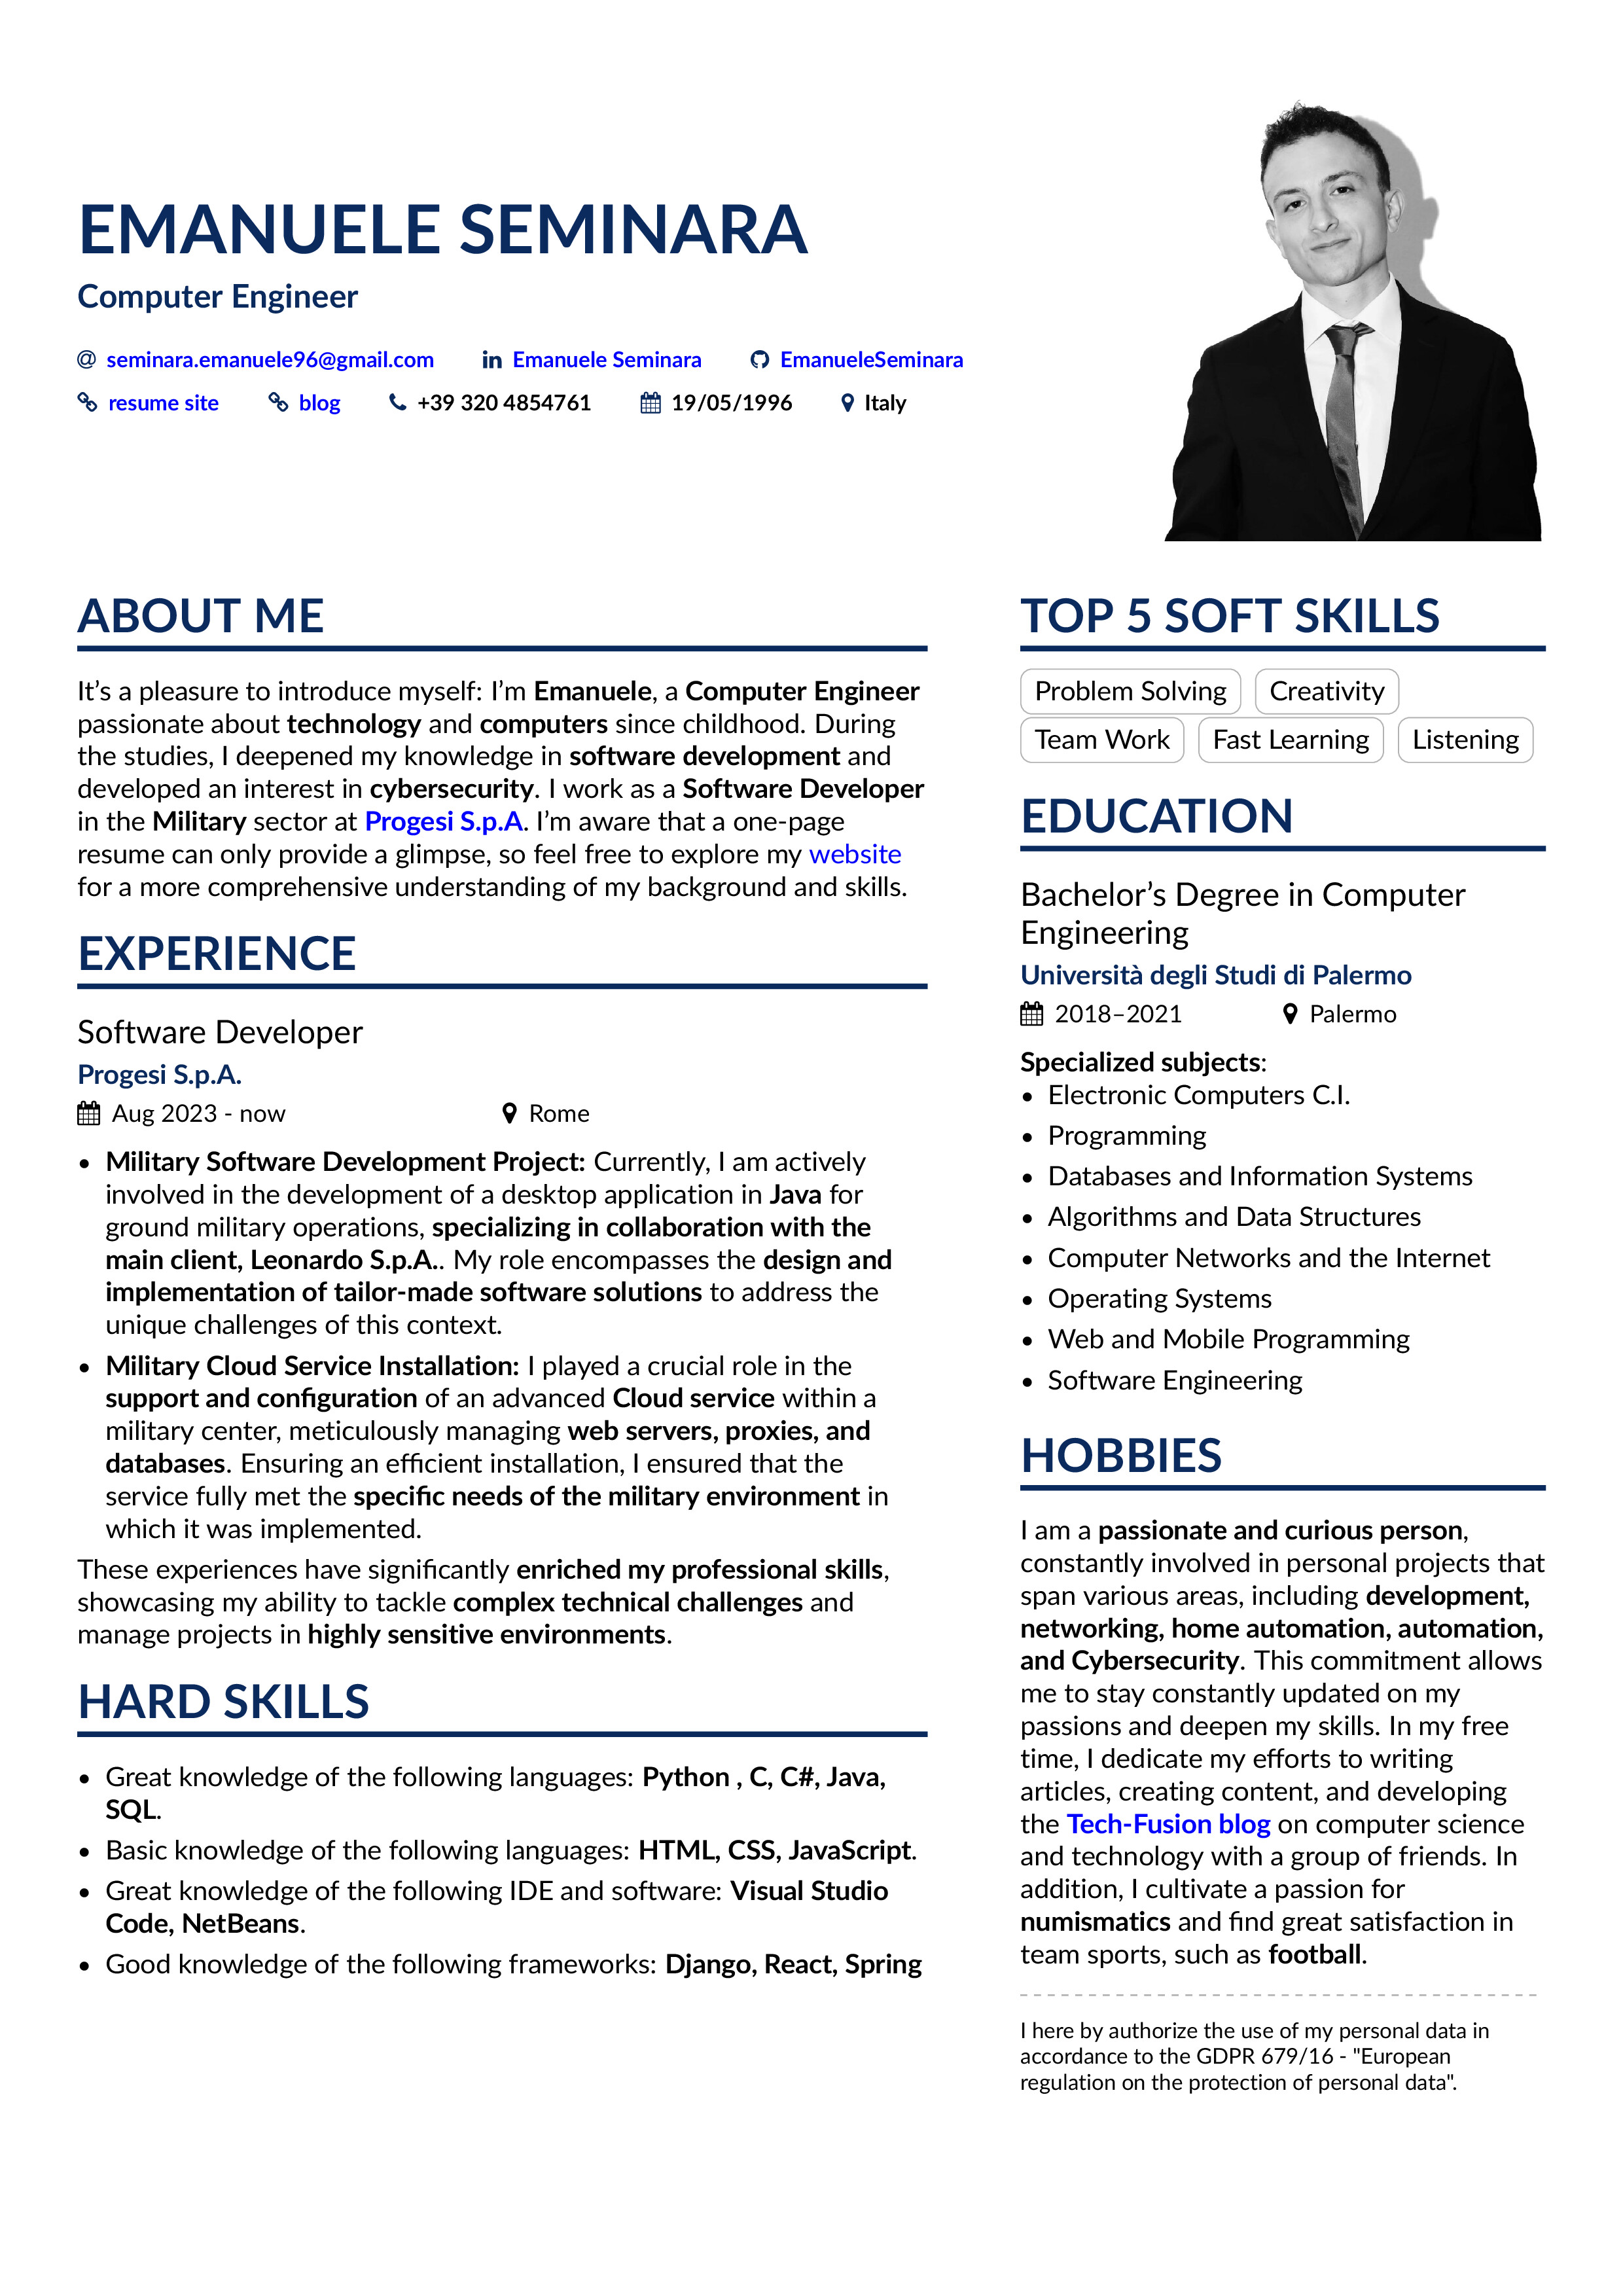 EMANUELE SEMINARA
Computer Engineer
@ seminara.emanuele96@gmail.com in Emanuele Seminara EmanueleSeminara
resume site blog +39 320 4854761 19/05/1996 Italy
ABOUT ME
It’s a pleasure to introduce myself: I’m Emanuele, a Computer Engineer
passionate about technology and computers since childhood. During
the studies, I deepened my knowledge in software development and
developed an interest in cybersecurity. I work as a Software Developer
in the Military sector at Progesi S.p.A. I’m aware that a one-page
resume can only provide a glimpse, so feel free to explore my website
for a more comprehensive understanding of my background and skills.
EXPERIENCE
Software Developer
Progesi S.p.A.
Aug 2023 - now Rome
• Military Software Development Project: Currently, I am actively
involved in the development of a desktop application in Java for
ground military operations, specializing in collaboration with the
main client, Leonardo S.p.A.. My role encompasses the design and
implementation of tailor-made software solutions to address the
unique challenges of this context.
• Military Cloud Service Installation: I played a crucial role in the
support and configuration of an advanced Cloud service within a
military center, meticulously managing web servers, proxies, and
databases. Ensuring an efficient installation, I ensured that the
service fully met the specific needs of the military environment in
which it was implemented.
These experiences have significantly enriched my professional skills,
showcasing my ability to tackle complex technical challenges and
manage projects in highly sensitive environments.
HARD SKILLS
• Great knowledge of the following languages: Python , C, C#, Java,
SQL.
• Basic knowledge of the following languages: HTML, CSS, JavaScript.
• Great knowledge of the following IDE and software: Visual Studio
Code, NetBeans.
• Good knowledge of the following frameworks: Django, React, Spring
TOP 5 SOFT SKILLS
Problem Solving Creativity
Team Work Fast Learning Listening
EDUCATION
Bachelor’s Degree in Computer
Engineering
Università degli Studi di Palermo
2018–2021 Palermo
Specialized subjects:
• Electronic Computers C.I.
• Programming
• Databases and Information Systems
• Algorithms and Data Structures
• Computer Networks and the Internet
• Operating Systems
• Web and Mobile Programming
• Software Engineering
HOBBIES
I am a passionate and curious person,
constantly involved in personal projects that
span various areas, including development,
networking, home automation, automation,
and Cybersecurity. This commitment allows
me to stay constantly updated on my
passions and deepen my skills. In my free
time, I dedicate my efforts to writing
articles, creating content, and developing
the Tech-Fusion blog on computer science
and technology with a group of friends. In
addition, I cultivate a passion for
numismatics and find great satisfaction in
team sports, such as football.
I here by authorize the use of my personal data in
accordance to the GDPR 679/16 - "European
regulation on the protection of personal data".